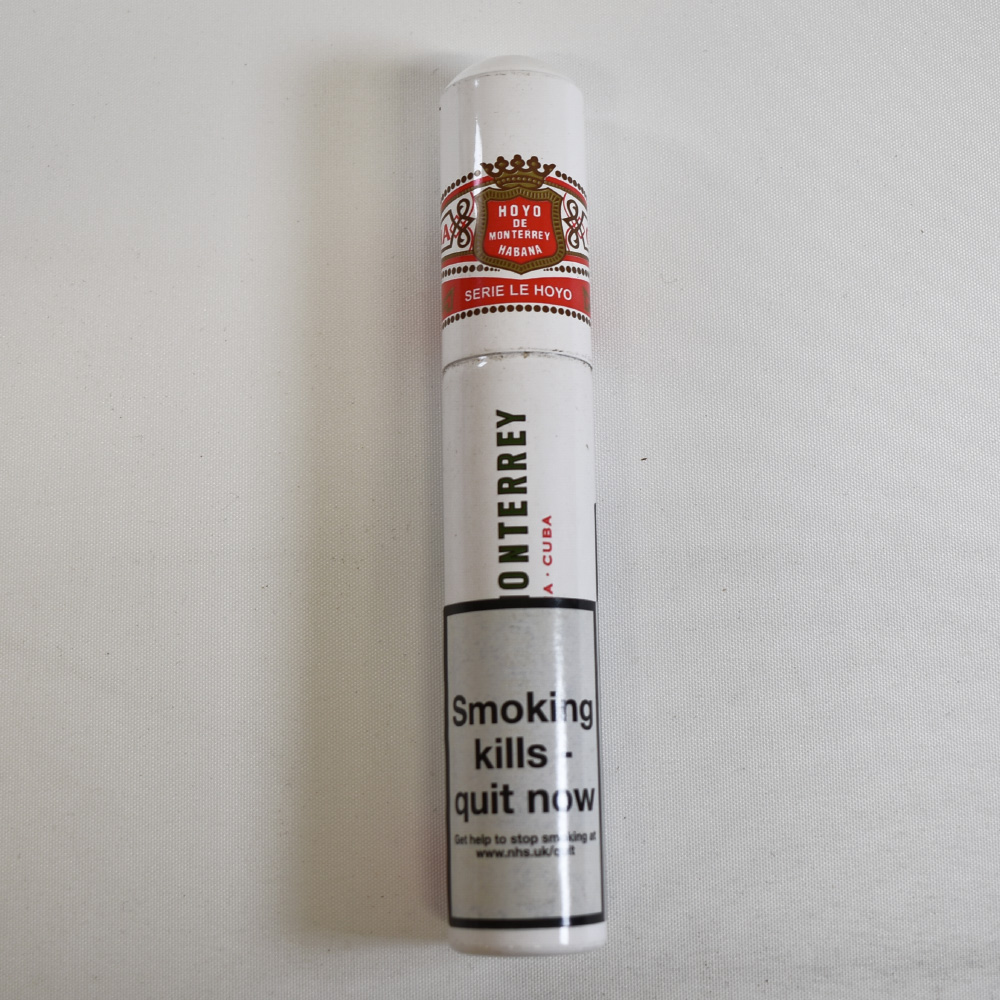 HOYO
DE
MONTERREY
HABANA
SERIE LE HOYO
MONTERREY
A · CUBA
Smoking
kills -
quit now
Get help to stop smoking at
www.nhs.uk/quit